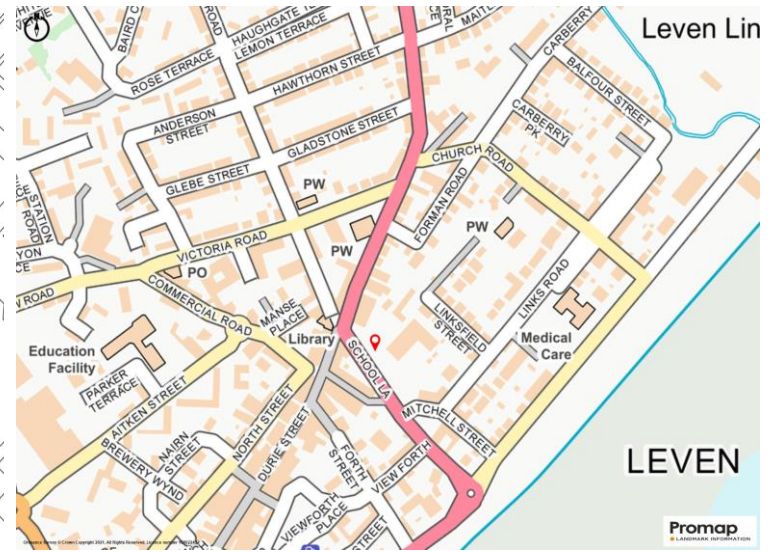 Leven Lin
HAUGHGATE
LEMON TERRACE
MAIT
BAIRD C
ROAD
ROSE TERRACE
HAWTHORN STREET
CARBERRY
BALFOUR STREET
ANDERSON
STREET
GLADSTONE STREET
CARBERRY
PK
CHURCH ROAD
GLEBE STREET
PW
FORMAN ROAD
PW
STATION
ROAD
VICTORIA ROAD
PW
PO
W ROAD
COMMERCIAL ROAD
MANSE
PLACE
LINKS ROAD
LINKSFIELD
STREET
Library
SCHOOL LA
Medical
Care
Education
Facility
PARKER
TERRACE
AITKEN STREET
MITCHELL STREET
NORTH STREET
NAIRN
STREET
DURIE STREET
BREWERY WYND
FORTH
STREET
VIEWFORTH
VIEWFORTH
PLACE
STREET
LEVEN
Promap
LANDMARK INFORMATION